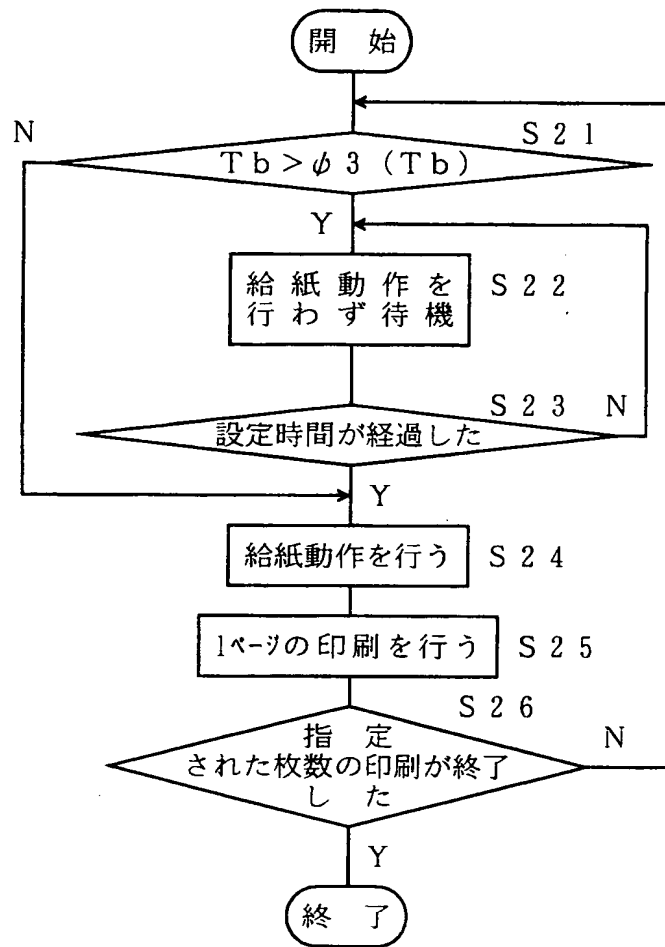 開 始
N
S21
Tb>φ3(Tb)
Y
給紙動作を
行わず待機
S22
S23
N
設定時間が経過した
Y
給紙動作を行う
S24
1ページの印刷を行う
S25
S26
指定
された枚数の印刷が終了
した
N
Y
終 了